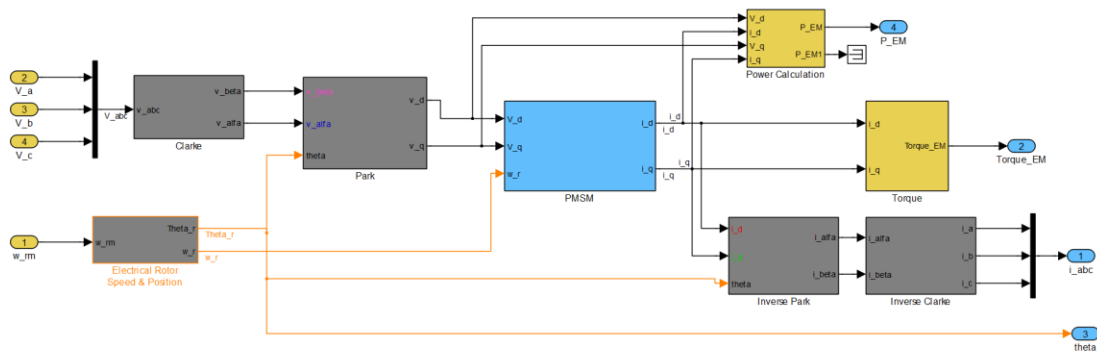 V_d
i_d
V_q
i_q
P_EM
P_EM1
Power Calculation
4
P_EM
2
V_a
3
V_b
4
V_c
V_abc
v_abc
v_beta
v_alfa
Clarke
v_beta
v_alfa
theta
v_d
v_q
Park
V_d
V_q
w_r
i_d
i_q
PMSM
i_d
i_d
i_q
i_q
i_d
i_q
Torque_EM
Torque
2
Torque_EM
1
w_rm
w_rm
Theta_r
w_r
Theta_r
w_r
Electrical Rotor
Speed & Position
i_d
theta
i_alfa
i_beta
Inverse Park
i_alfa
i_beta
i_a
i_b
i_c
Inverse Clarke
1
i_abc
3
theta